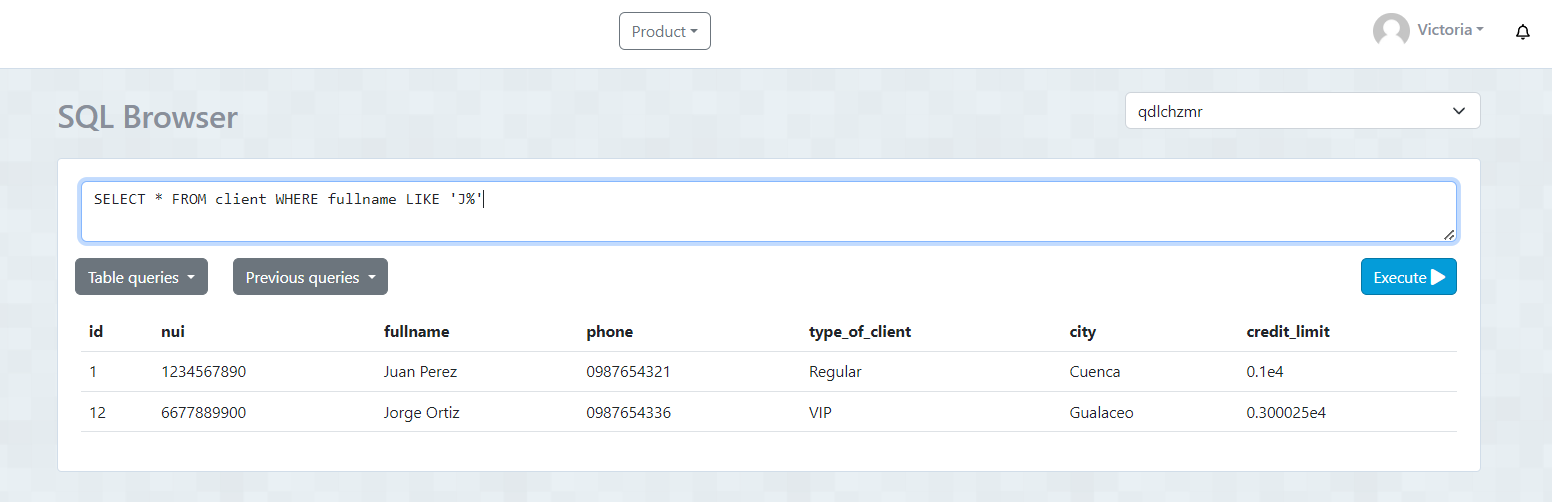 Product
Victoria
SQL Browser
qdlchzmr
SELECT * FROM client WHERE fullname LIKE 'J%'
Table queries
Previous queries
Execute
id nui fullname phone type_of_client city credit_limit
1 1234567890 Juan Perez 0987654321 Regular Cuenca 0.1e4
12 6677889900 Jorge Ortiz 0987654336 VIP Gualaceo 0.300025e4